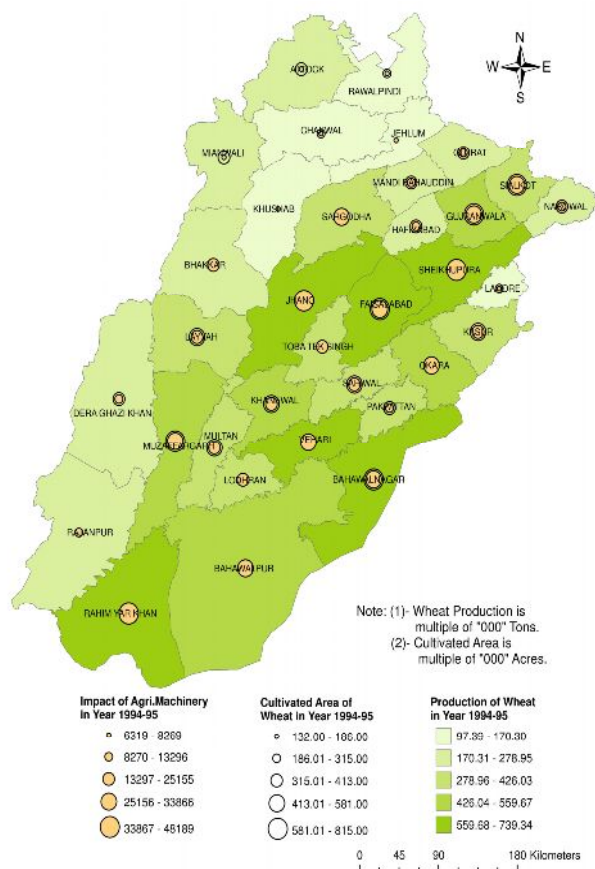 N
W E
S
ATTOCK
RAWALPINDI
CHAKWAL
JEHLUM
MIANWALI
GUJRAT
MANDI BAHAUDDIN
SIALKOT
KHUSHAB
SARGODHA
GUJRANWALA
NAROWAL
HAFIZABAD
BHAKKAR
SHEIKHUPURA
JHANG
FAISALABAD
LAHORE
LAYYAH
TOBA TEK SINGH
KASUR
OKARA
SAHIWAL
DERA GHAZI KHAN
KHANEWAL
PAKPATTAN
MUZAFFARGARH
MULTAN
VEHARI
LODHRAN
BAHAWALNAGAR
RAJANPUR
BAHAWALPUR
RAHIM YAR KHAN
Note: (1)- Wheat Production is
multiple of "000" Tons.
(2)- Cultivated Area is
multiple of "000" Acres.
Impact of Agri.Machinery
in Year 1994-95
6319 - 8269
8270 - 13296
13297 - 25155
25156 - 33866
33867 - 48189
Cultivated Area of
Wheat in Year 1994-95
132.00 - 186.00
186.01 - 315.00
315.01 - 413.00
413.01 - 581.00
581.01 - 815.00
Production of Wheat
in Year 1994-95
97.39 - 170.30
170.31 - 278.95
278.96 - 426.03
426.04 - 559.67
559.68 - 739.34
0 45 90 180 Kilometers